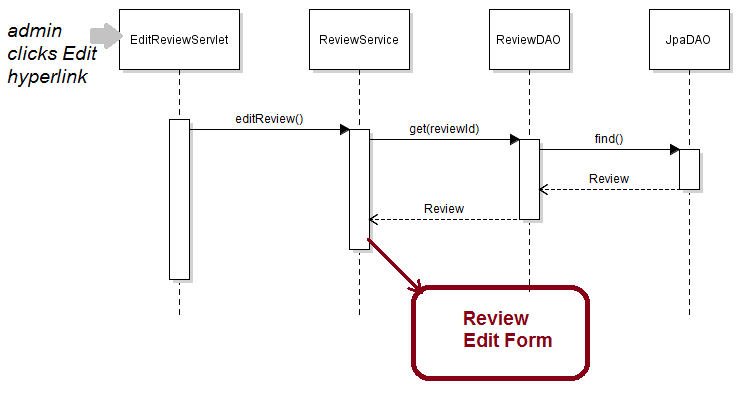 admin
clicks Edit
hyperlink
EditReviewServlet
ReviewService
ReviewDAO
JpaDAO
editReview()
get(reviewId)
find()
Review
Review
Review
Edit Form